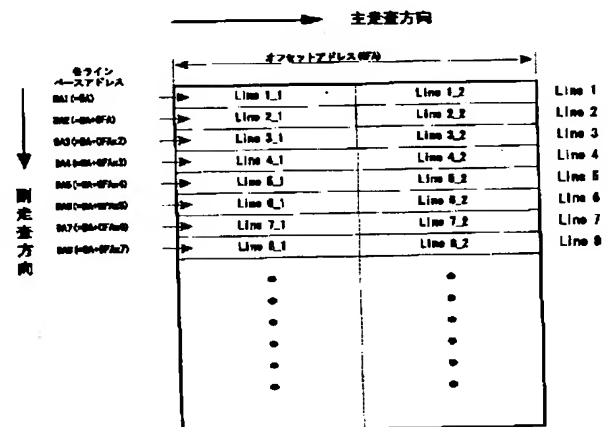 主走査方向
オフセットアドレス(OFA)
各ライン
ベースアドレス
BA1(=BA) Line 1_1 Line 1_2 Line 1
BA2(=BA+OFA) Line 2_1 Line 2_2 Line 2
BA3(=BA+OFAx2) Line 3_1 Line 3_2 Line 3
BA4(=BA+OFAx3) Line 4_1 Line 4_2 Line 4
BA5(=BA+OFAx4) Line 5_1 Line 5_2 Line 5
BA6(=BA+OFAx5) Line 6_1 Line 6_2 Line 6
BA7(=BA+OFAx6) Line 7_1 Line 7_2 Line 7
BA8(=BA+OFAx7) Line 8_1 Line 8_2 Line 8
副走査方向